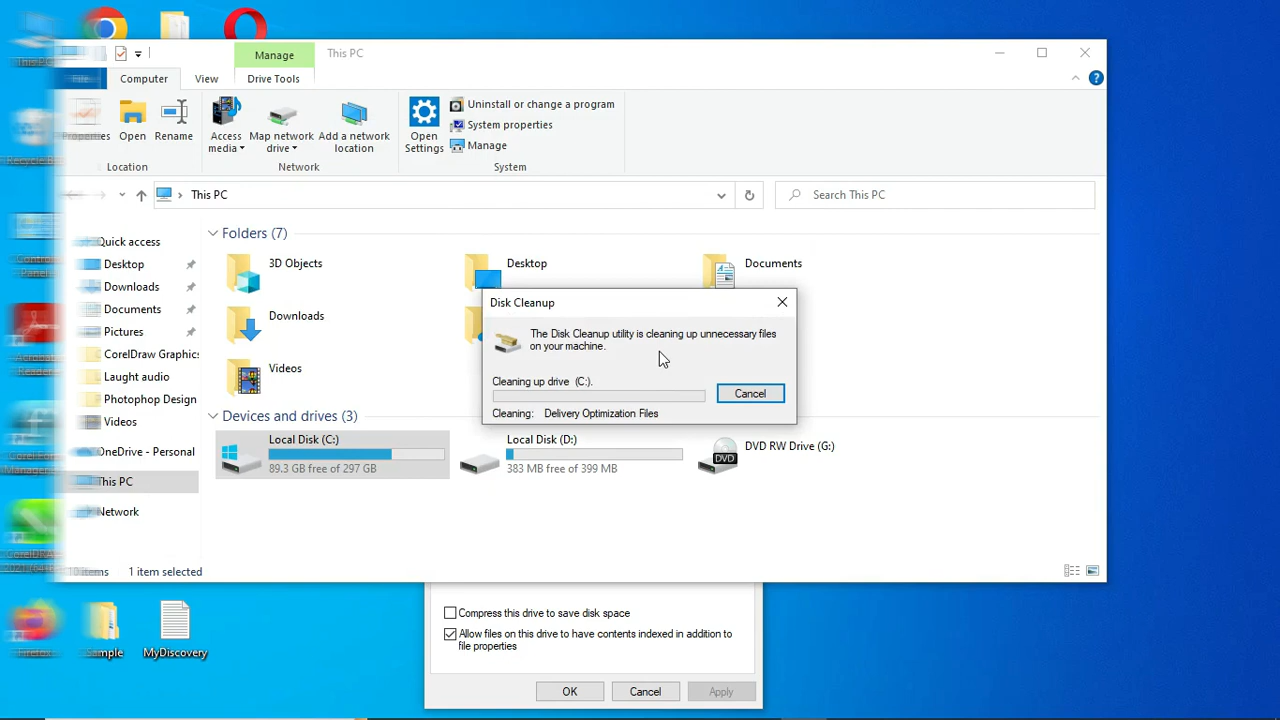 Manage
This PC
File
Computer
View
Drive Tools
Properties
Open
Rename
Access media
Map network drive
Add a network location
Open Settings
Uninstall or change a program
System properties
Manage
Location
Network
System
This PC
Search This PC
Quick access
Desktop
Downloads
Documents
Pictures
CorelDraw Graphics
Laught audio
Photophop Design
Videos
OneDrive - Personal
This PC
Network
Folders (7)
3D Objects
Desktop
Documents
Downloads
Videos
Devices and drives (3)
Local Disk (C:)
89.3 GB free of 297 GB
Local Disk (D:)
383 MB free of 399 MB
DVD RW Drive (G:)
DVD
Disk Cleanup
The Disk Cleanup utility is cleaning up unnecessary files
on your machine.
Cleaning up drive (C:).
Cancel
Cleaning: Delivery Optimization Files
items
1 item selected
Compress this drive to save disk space
Allow files on this drive to have contents indexed in addition to
file properties
OK
Cancel
Apply
Firefox
Sample
MyDiscovery